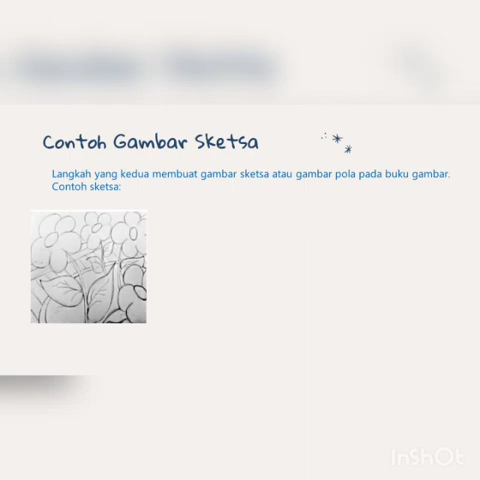 Contoh Gambar Sketsa
Langkah yang kedua membuat gambar sketsa atau gambar pola pada buku gambar.
Contoh sketsa:
InShOt